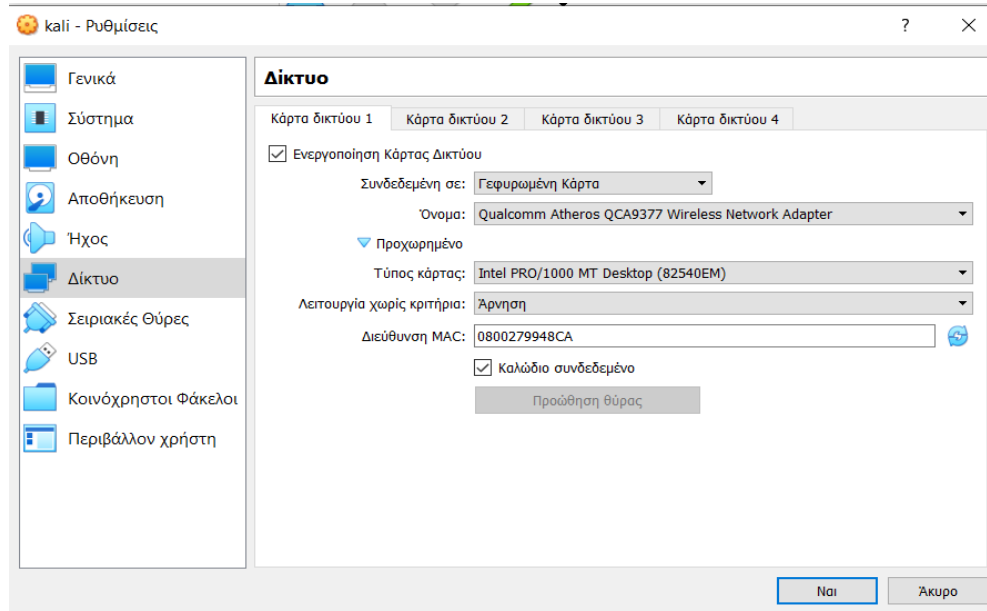 kali - Ρυθμίσεις
?
Γενικά
Σύστημα
Οθόνη
Αποθήκευση
Ήχος
Δίκτυο
Σειριακές Θύρες
USB
Κοινόχρηστοι Φάκελοι
Περιβάλλον χρήστη
Δίκτυο
Κάρτα δικτύου 1 Κάρτα δικτύου 2 Κάρτα δικτύου 3 Κάρτα δικτύου 4
Ενεργοποίηση Κάρτας Δικτύου
Συνδεδεμένη σε: Γεφυρωμένη Κάρτα
Όνομα: Qualcomm Atheros QCA9377 Wireless Network Adapter
Προχωρημένο
Τύπος κάρτας: Intel PRO/1000 MT Desktop (82540EM)
Λειτουργία χωρίς κριτήρια: Άρνηση
Διεύθυνση MAC: 0800279948CA
Καλώδιο συνδεδεμένο
Προώθηση θύρας
Ναι Άκυρο